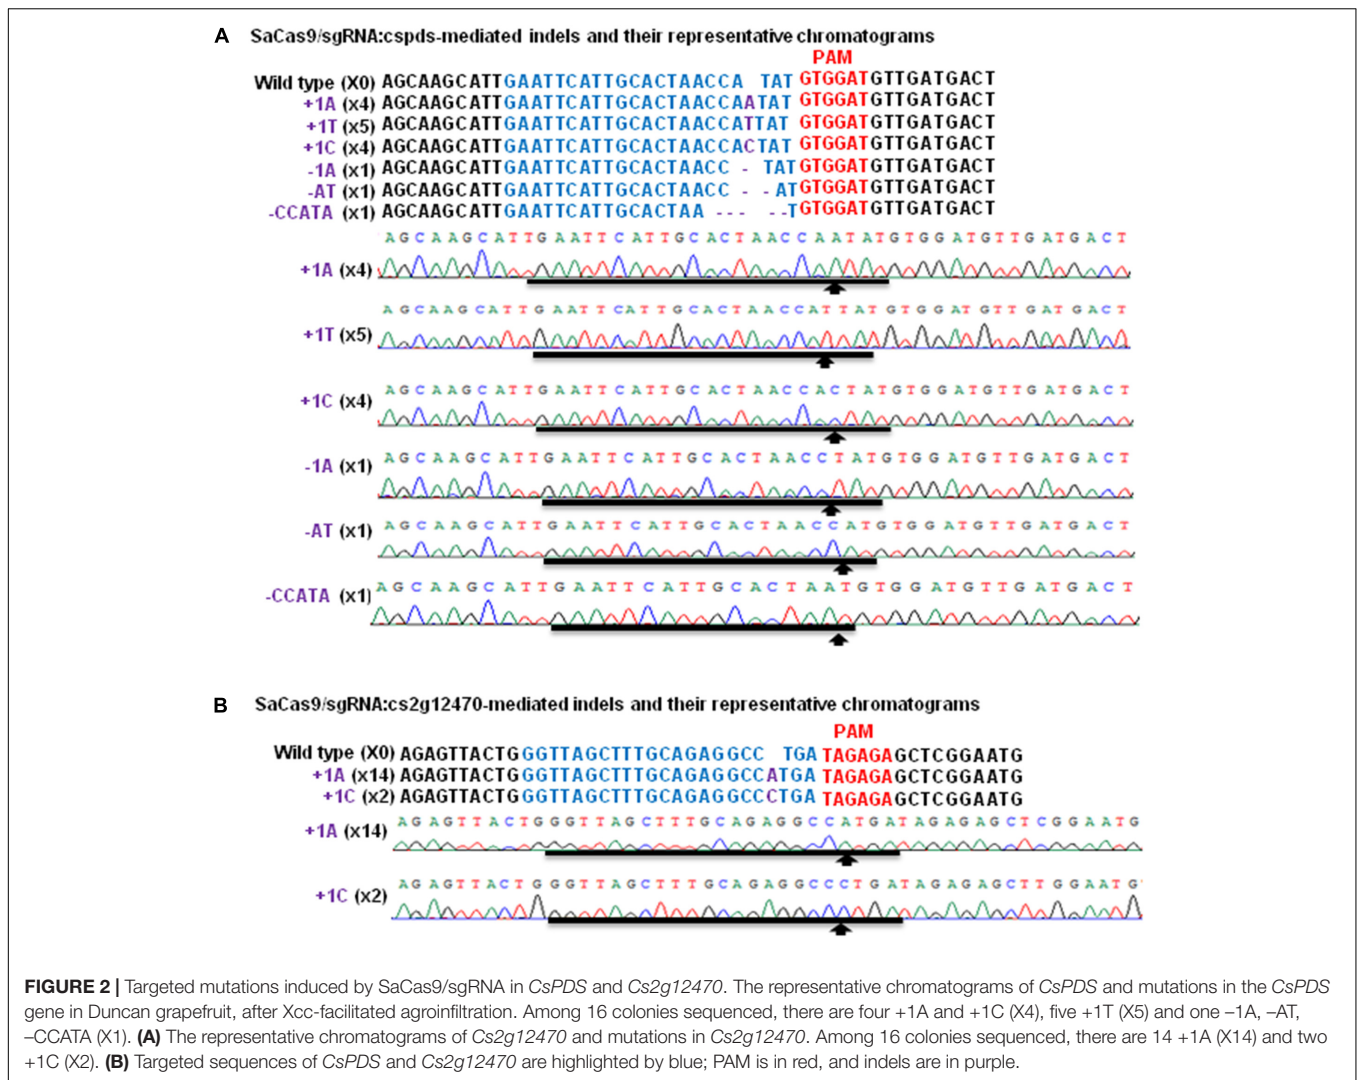 A SaCas9/sgRNA:cspds-mediated indels and their representative chromatograms
PAM
Wild type (X0) AGCAAGCATTGAATTCATTGCACTAACCA TAT GTGGATGTTGATGACT
+1A (x4) AGCAAGCATTGAATTCATTGCACTAACCAATAT GTGGATGTTGATGACT
+1T (x5) AGCAAGCATTGAATTCATTGCACTAACCATTAT GTGGATGTTGATGACT
+1C (x4) AGCAAGCATTGAATTCATTGCACTAACCACTAT GTGGATGTTGATGACT
-1A (x1) AGCAAGCATTGAATTCATTGCACTAACC - TAT GTGGATGTTGATGACT
-AT (x1) AGCAAGCATTGAATTCATTGCACTAACC - - AT GTGGATGTTGATGACT
-CCATA (x1) AGCAAGCATTGAATTCATTGCACTAA --- --T GTGGATGTTGATGACT
AGCAAGCATTGAATTCATTGCACTAACCAATATGTGGATGTTGATGACT
+1A (x4)
AGCAAGCATTGAATTCATTGCACTAACCATTATGTGGATGTTGATGACT
+1T (x5)
AGCAAGCATTGAATTCATTGCACTAACCACTATGTGGATGTTGATGACT
+1C (x4)
AGCAAGCATTGAATTCATTGCACTAACCTATGTGGATGTTGATGACT
-1A (x1)
AGCAAGCATTGAATTCATTGCACTAACCATGTGGATGTTGATGACT
-AT (x1)
AGCAAGCATTGAATTCATTGCACTAATGTGGATGTTGATGACT
-CCATA (x1)
B SaCas9/sgRNA:cs2g12470-mediated indels and their representative chromatograms
PAM
Wild type (X0) AGAGTTACTGGGTTAGCTTTGCAGAGGCC TGA TAGAGAGCTCGGAATG
+1A (x14) AGAGTTACTGGGTTAGCTTTGCAGAGGCCATGA TAGAGAGCTCGGAATG
+1C (x2) AGAGTTACTGGGTTAGCTTTGCAGAGGCCCTGA TAGAGAGCTCGGAATG
AGAGTTACTGGGTTAGCTTTGCAGAGGCCATGATAGAGAGCTCGGAATG
+1A (x14)
AGAGTTACTGGGTTAGCTTTGCAGAGGCCCTGATAGAGAGCTTGGAATG
+1C (x2)
FIGURE 2 | Targeted mutations induced by SaCas9/sgRNA in CsPDS and Cs2g12470. The representative chromatograms of CsPDS and mutations in the CsPDS
gene in Duncan grapefruit, after Xcc-facilitated agroinfiltration. Among 16 colonies sequenced, there are four +1A and +1C (X4), five +1T (X5) and one –1A, –AT,
–CCATA (X1). (A) The representative chromatograms of Cs2g12470 and mutations in Cs2g12470. Among 16 colonies sequenced, there are 14 +1A (X14) and two
+1C (X2). (B) Targeted sequences of CsPDS and Cs2g12470 are highlighted by blue; PAM is in red, and indels are in purple.